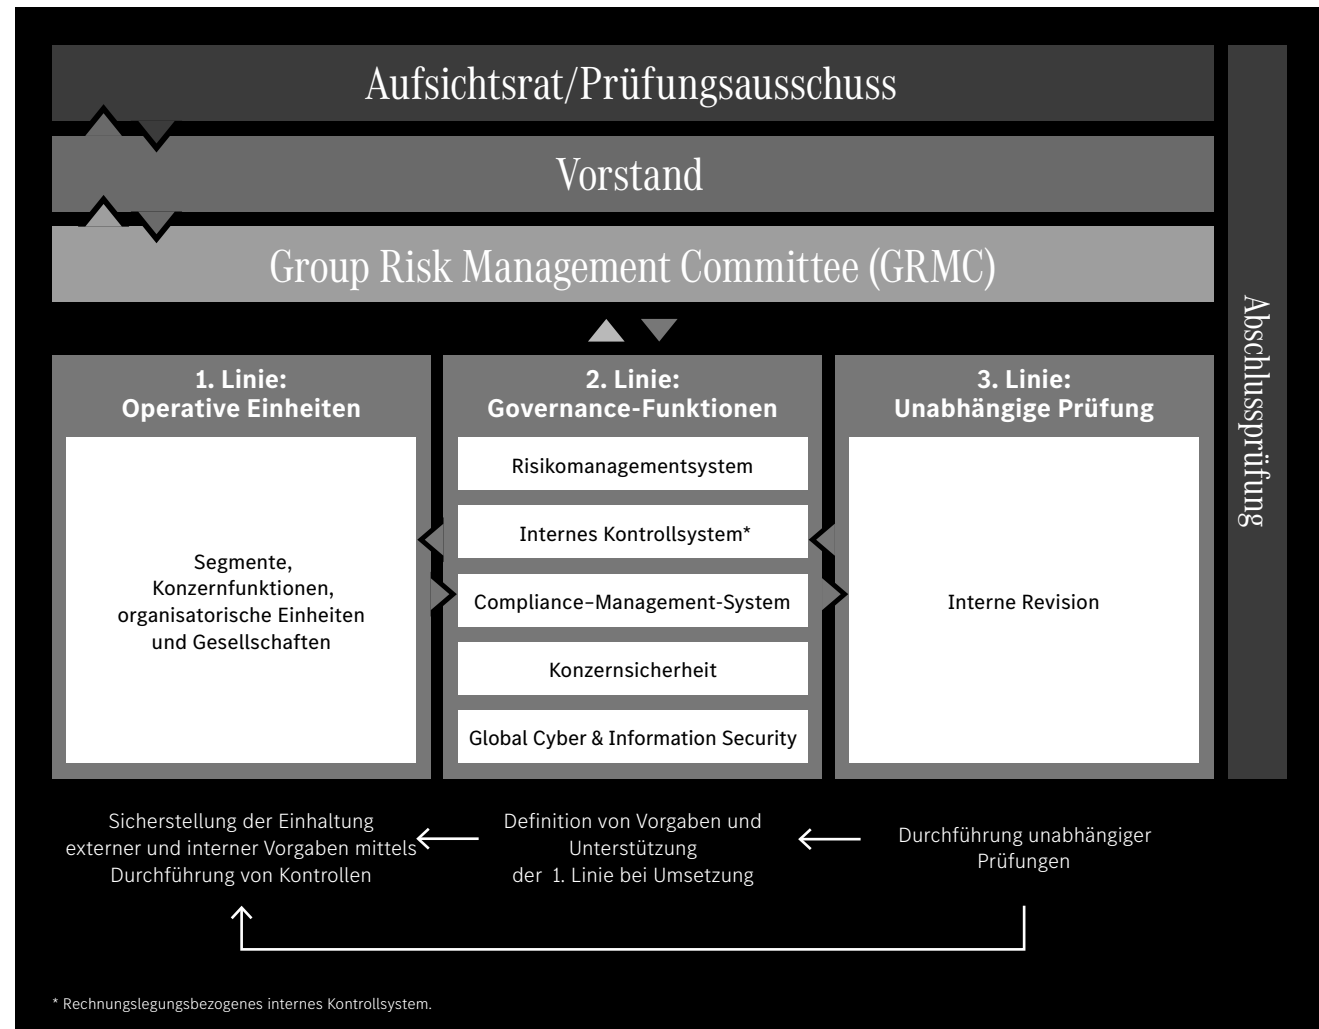 Aufsichtsrat/Prüfungsausschuss
Vorstand
Group Risk Management Committee (GRMC)
Abschlussprüfung
1. Linie:
Operative Einheiten
Segmente,
Konzernfunktionen,
organisatorische Einheiten
und Gesellschaften
2. Linie:
Governance-Funktionen
Risikomanagementsystem
Internes Kontrollsystem*
Compliance–Management-System
Konzernsicherheit
Global Cyber & Information Security
3. Linie:
Unabhängige Prüfung
Interne Revision
Sicherstellung der Einhaltung
externer und interner Vorgaben mittels
Durchführung von Kontrollen
Definition von Vorgaben und
Unterstützung
der 1. Linie bei Umsetzung
Durchführung unabhängiger
Prüfungen
* Rechnungslegungsbezogenes internes Kontrollsystem.